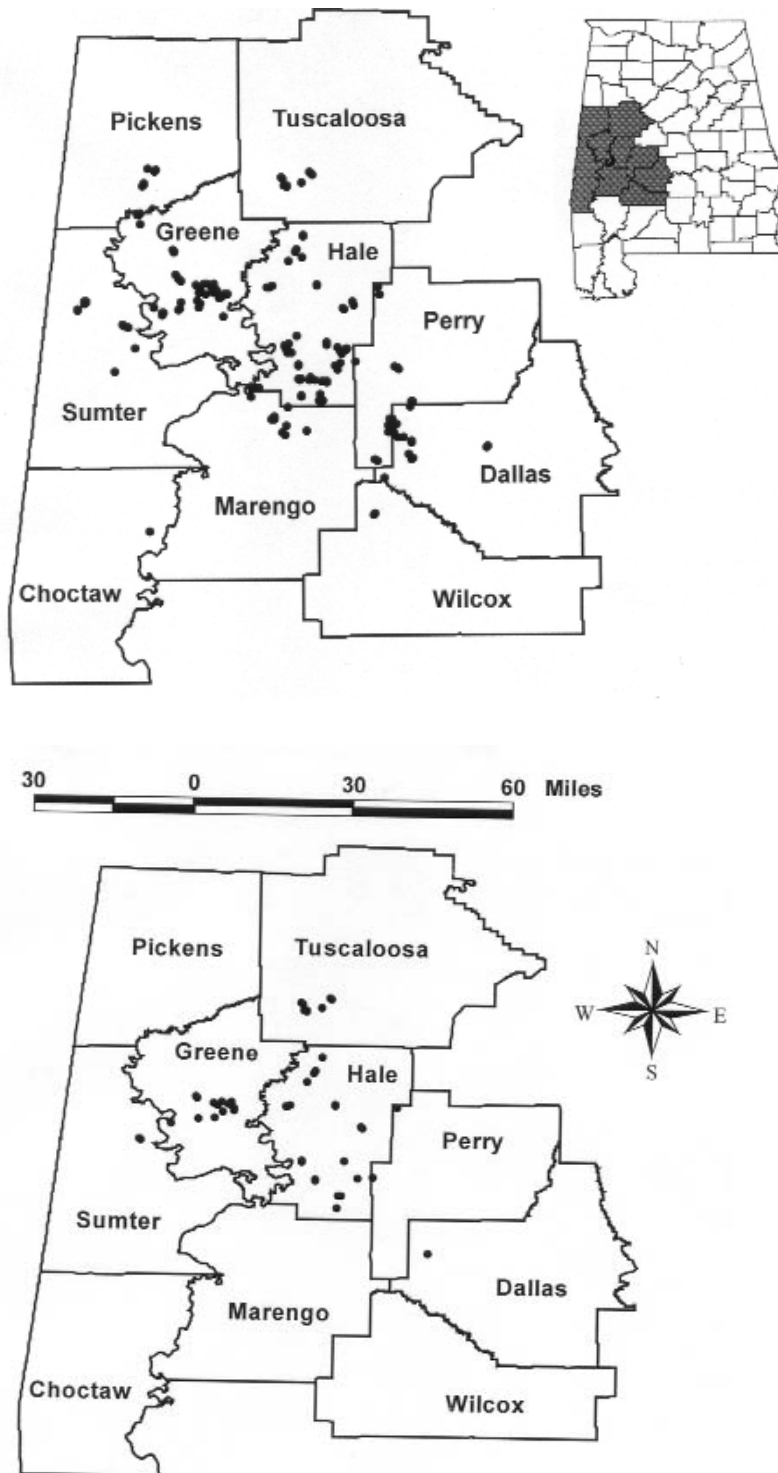 Pickens
Tuscaloosa
Greene
Hale
Perry
Sumter
Dallas
Marengo
Choctaw
Wilcox
30 0 30 60 Miles
Pickens
Tuscaloosa
N
W E
S
Greene
Hale
Perry
Sumter
Dallas
Marengo
Choctaw
Wilcox